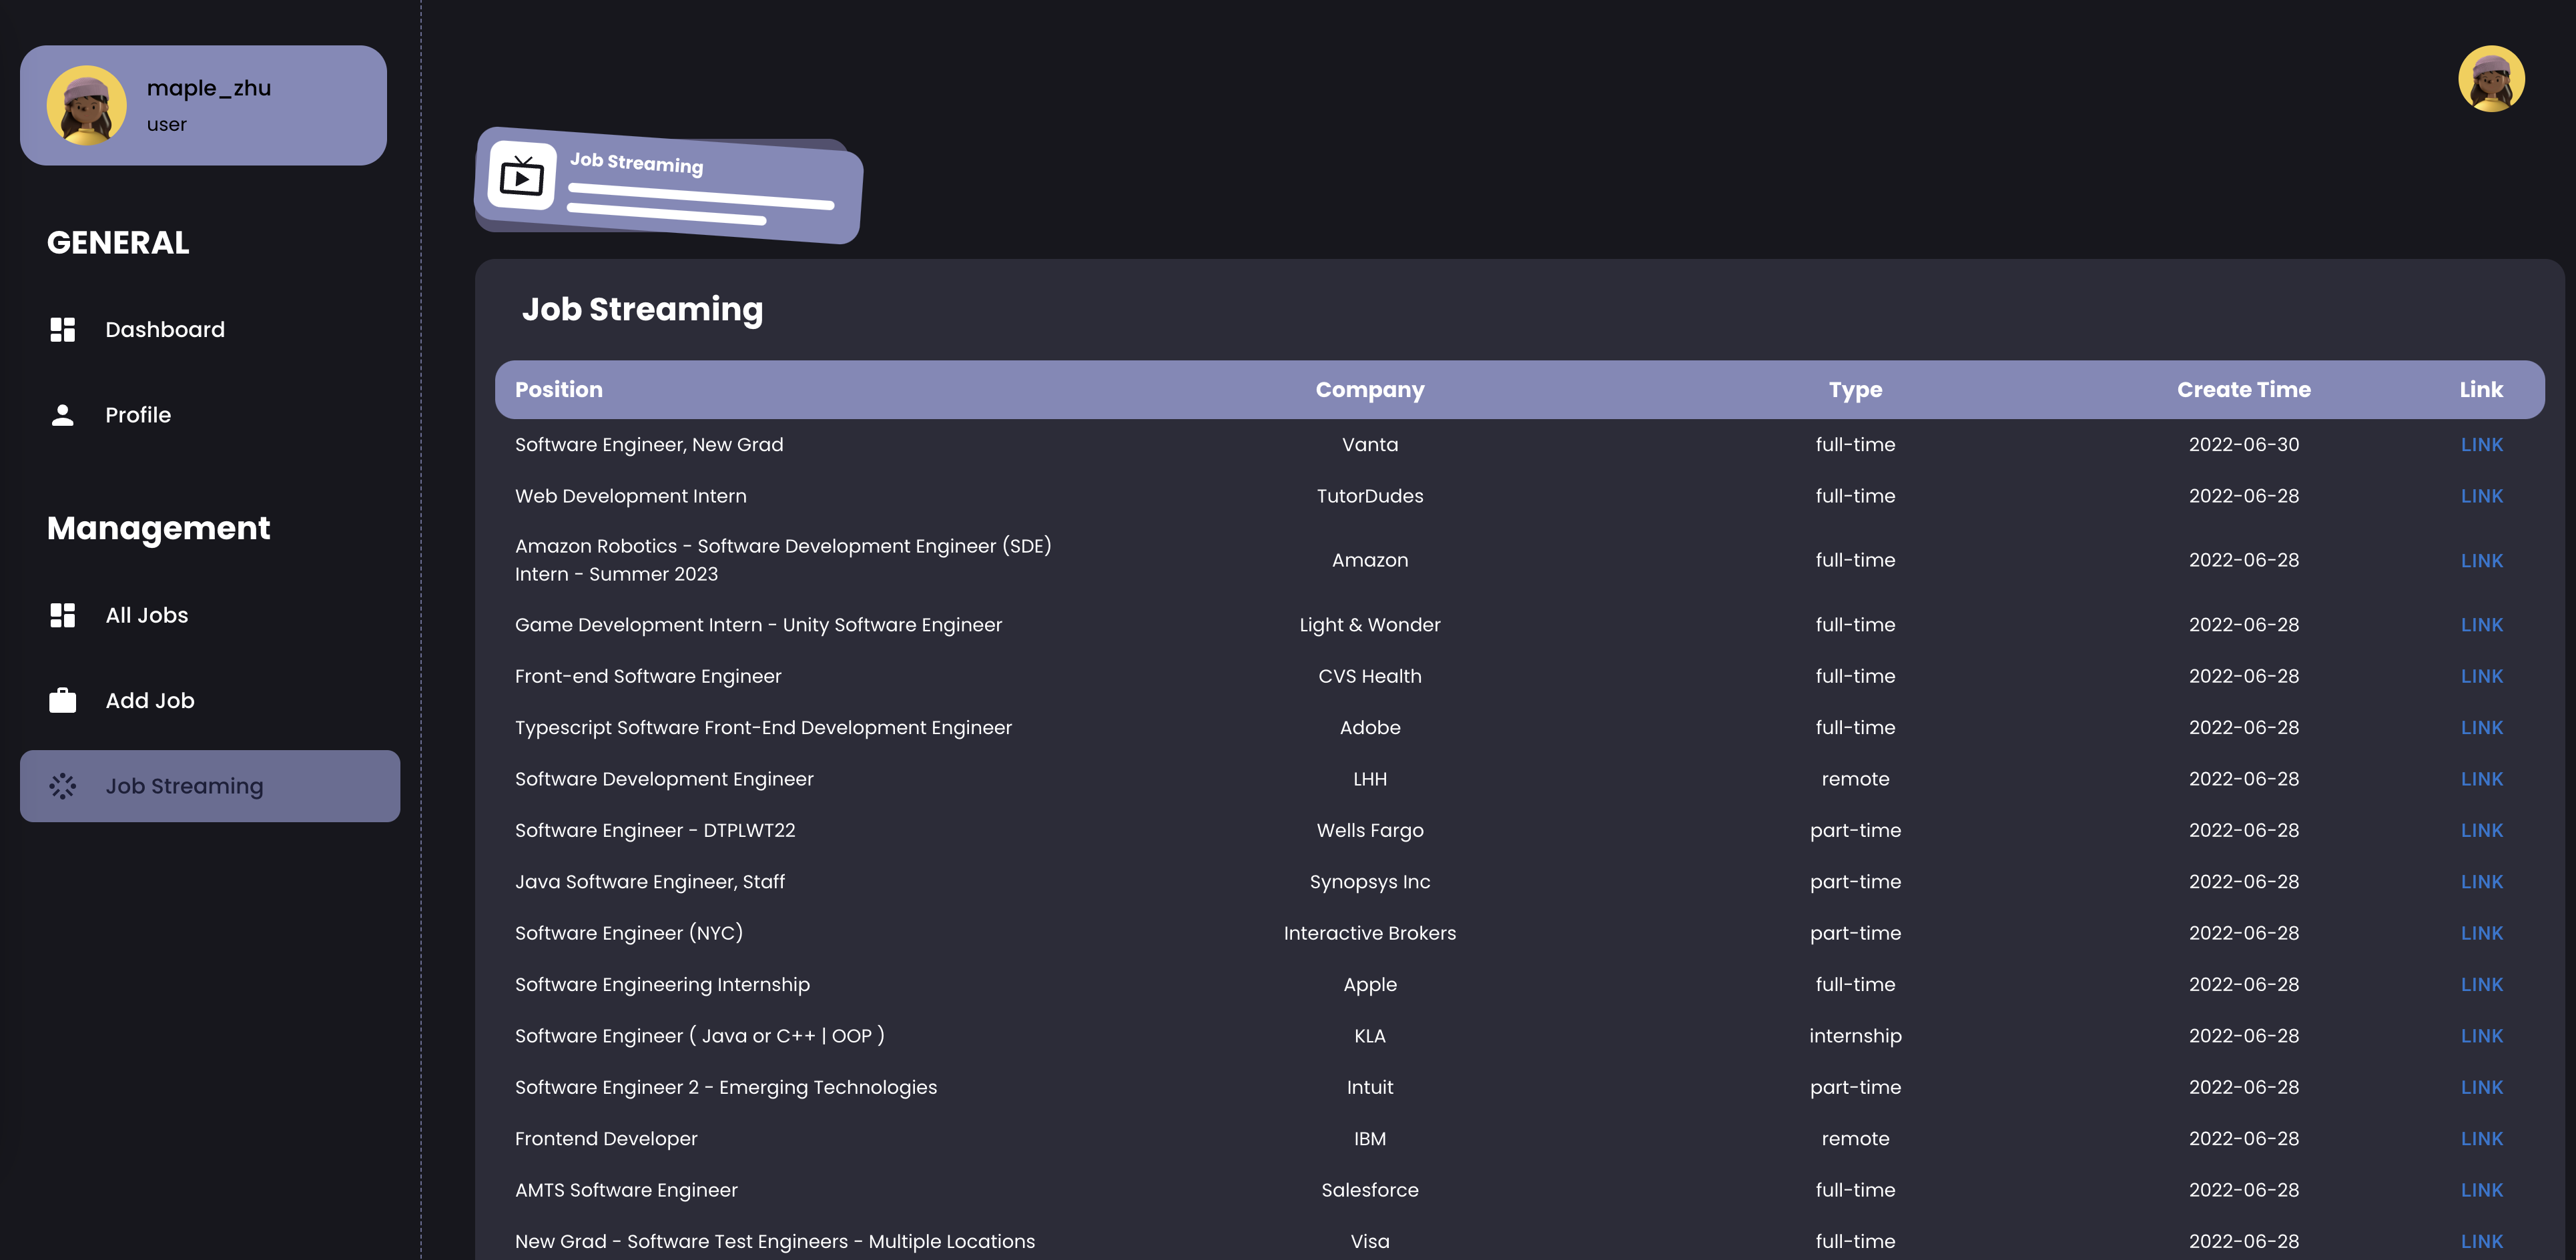 maple_zhu
user
GENERAL
Dashboard
Profile
Management
All Jobs
Add Job
Job Streaming
Job Streaming
Job Streaming
Position Company Type Create Time Link
Software Engineer, New Grad Vanta full-time 2022-06-30 LINK
Web Development Intern TutorDudes full-time 2022-06-28 LINK
Amazon Robotics - Software Development Engineer (SDE)
Intern - Summer 2023 Amazon full-time 2022-06-28 LINK
Game Development Intern - Unity Software Engineer Light & Wonder full-time 2022-06-28 LINK
Front-end Software Engineer CVS Health full-time 2022-06-28 LINK
Typescript Software Front-End Development Engineer Adobe full-time 2022-06-28 LINK
Software Development Engineer LHH remote 2022-06-28 LINK
Software Engineer - DTPLWT22 Wells Fargo part-time 2022-06-28 LINK
Java Software Engineer, Staff Synopsys Inc part-time 2022-06-28 LINK
Software Engineer (NYC) Interactive Brokers part-time 2022-06-28 LINK
Software Engineering Internship Apple full-time 2022-06-28 LINK
Software Engineer ( Java or C++ | OOP ) KLA internship 2022-06-28 LINK
Software Engineer 2 - Emerging Technologies Intuit part-time 2022-06-28 LINK
Frontend Developer IBM remote 2022-06-28 LINK
AMTS Software Engineer Salesforce full-time 2022-06-28 LINK
New Grad - Software Test Engineers - Multiple Locations Visa full-time 2022-06-28 LINK